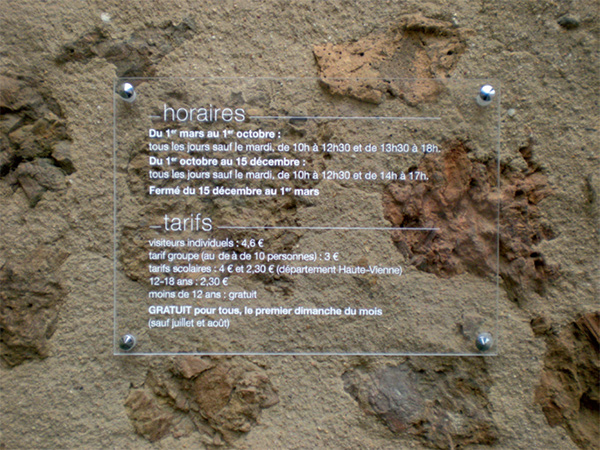 horaires
Du 1er mars au 1er octobre :
tous les jours sauf le mardi, de 10h à 12h30 et de 13h30 à 18h.
Du 1er octobre au 15 décembre :
tous les jours sauf le mardi, de 10h à 12h30 et de 14h à 17h.
Fermé du 15 décembre au 1er mars
tarifs
visiteurs individuels : 4,6 €
tarif groupe (au de à de 10 personnes) : 3 €
tarifs scolaires : 4 € et 2,30 € (département Haute-Vienne)
12-18 ans : 2,30 €
moins de 12 ans : gratuit
GRATUIT pour tous, le premier dimanche du mois
(sauf juillet et août)